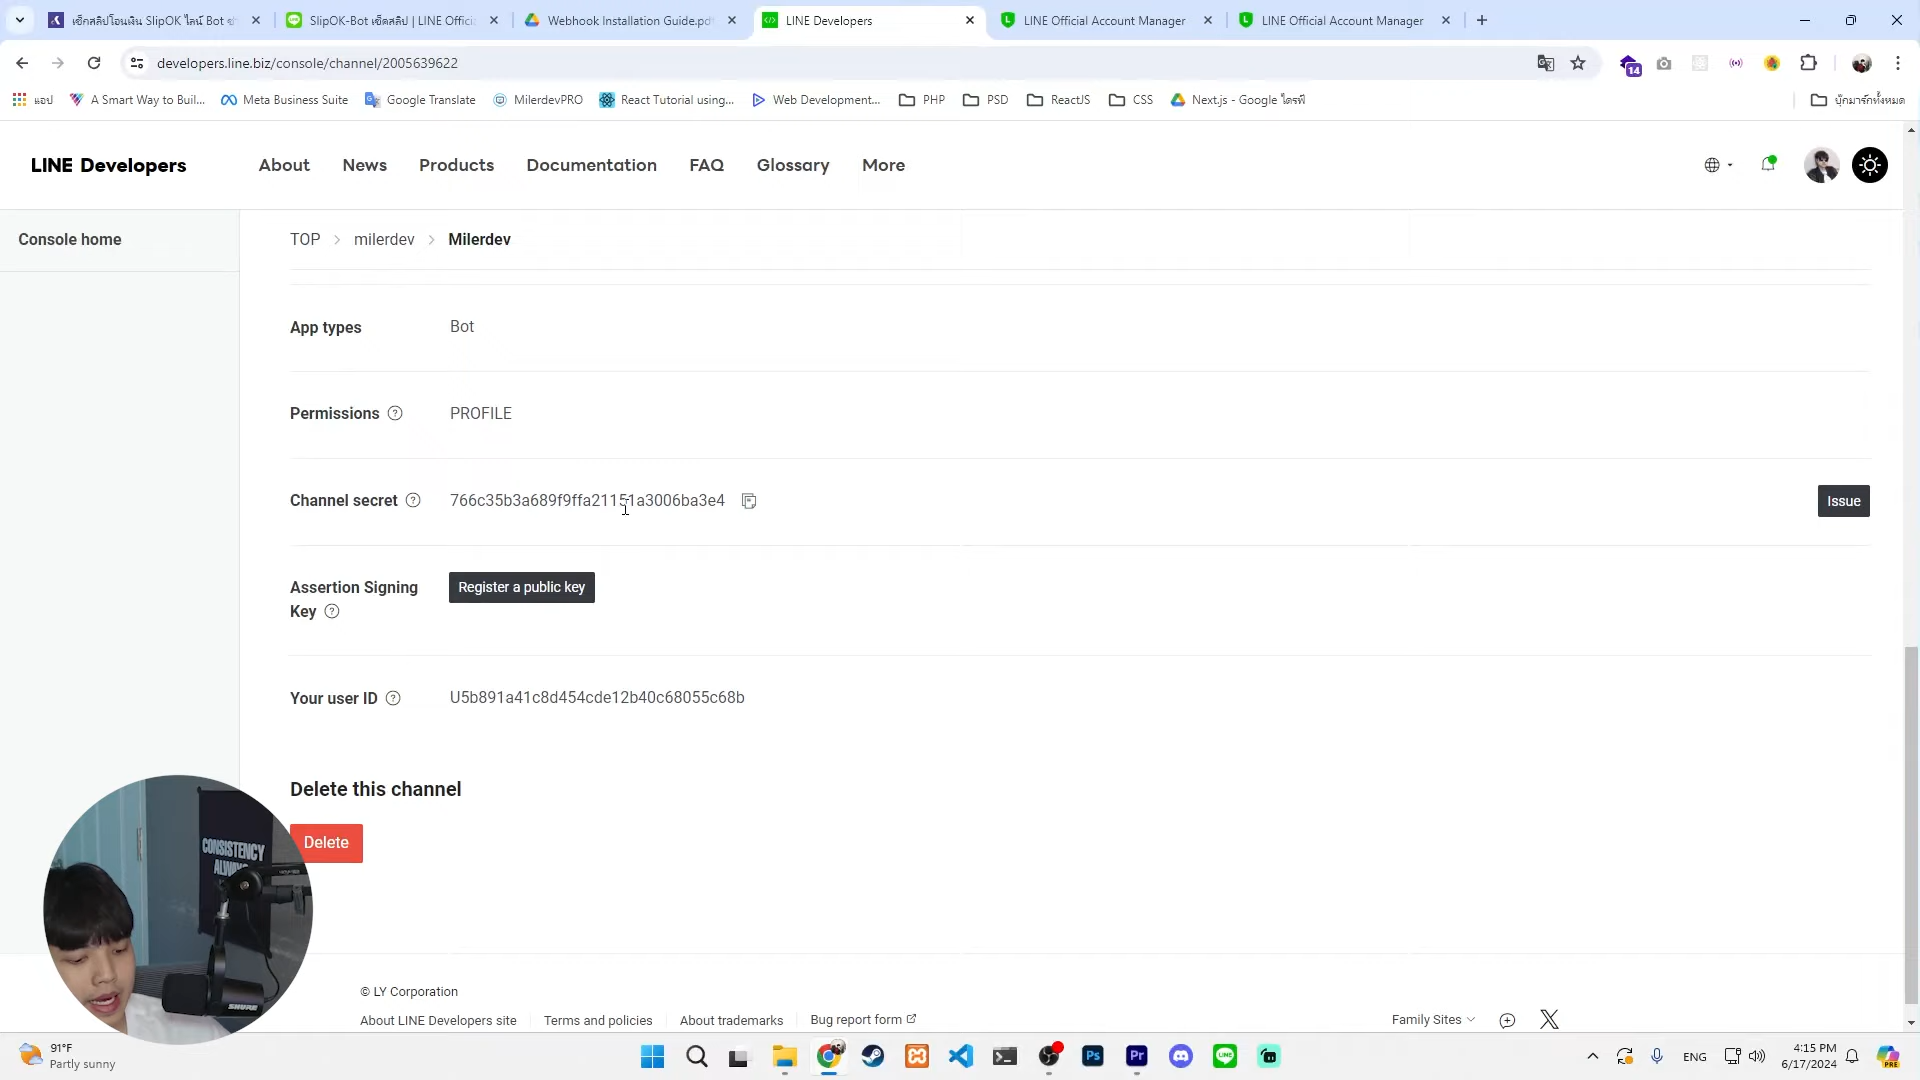 เช็กสลิปโอนเงิน SlipOK ไลน์ Bot
SlipOK-Bot เช็คสลิป | LINE Offici
Webhook Installation Guide.pdf
LINE Developers
LINE Official Account Manager
LINE Official Account Manager
developers.line.biz/console/channel/2005639622
14
แอป
A Smart Way to Buil...
Meta Business Suite
Google Translate
MilerdevPRO
React Tutorial using...
Web Development...
PHP
PSD
ReactJS
CSS
Next.js - Google ไดรฟ์
บุ๊กมาร์กทั้งหมด
LINE Developers
About
News
Products
Documentation
FAQ
Glossary
More
Console home
TOP > milerdev > Milerdev
App types
Bot
Permissions
PROFILE
Channel secret
766c35b3a689f9ffa21151a3006ba3e4
Issue
Assertion Signing
Key
Register a public key
Your user ID
U5b891a41c8d454cde12b40c68055c68b
Delete this channel
Delete
CONSISTENCY
SHURE
© LY Corporation
About LINE Developers site
Terms and policies
About trademarks
Bug report form
Family Sites
91°F
Partly sunny
Ps
Pr
LINE
ENG
4:15 PM
6/17/2024
PRE